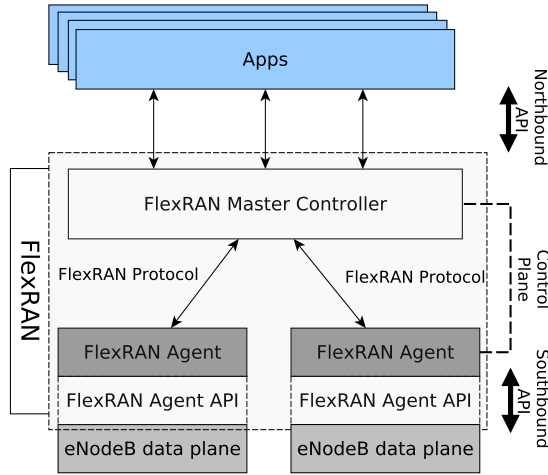 Apps
Northbound
API
FlexRAN Master Controller
FlexRAN
FlexRAN Protocol
FlexRAN Protocol
Control
Plane
FlexRAN Agent
FlexRAN Agent
FlexRAN Agent API
FlexRAN Agent API
Southbound
API
eNodeB data plane
eNodeB data plane